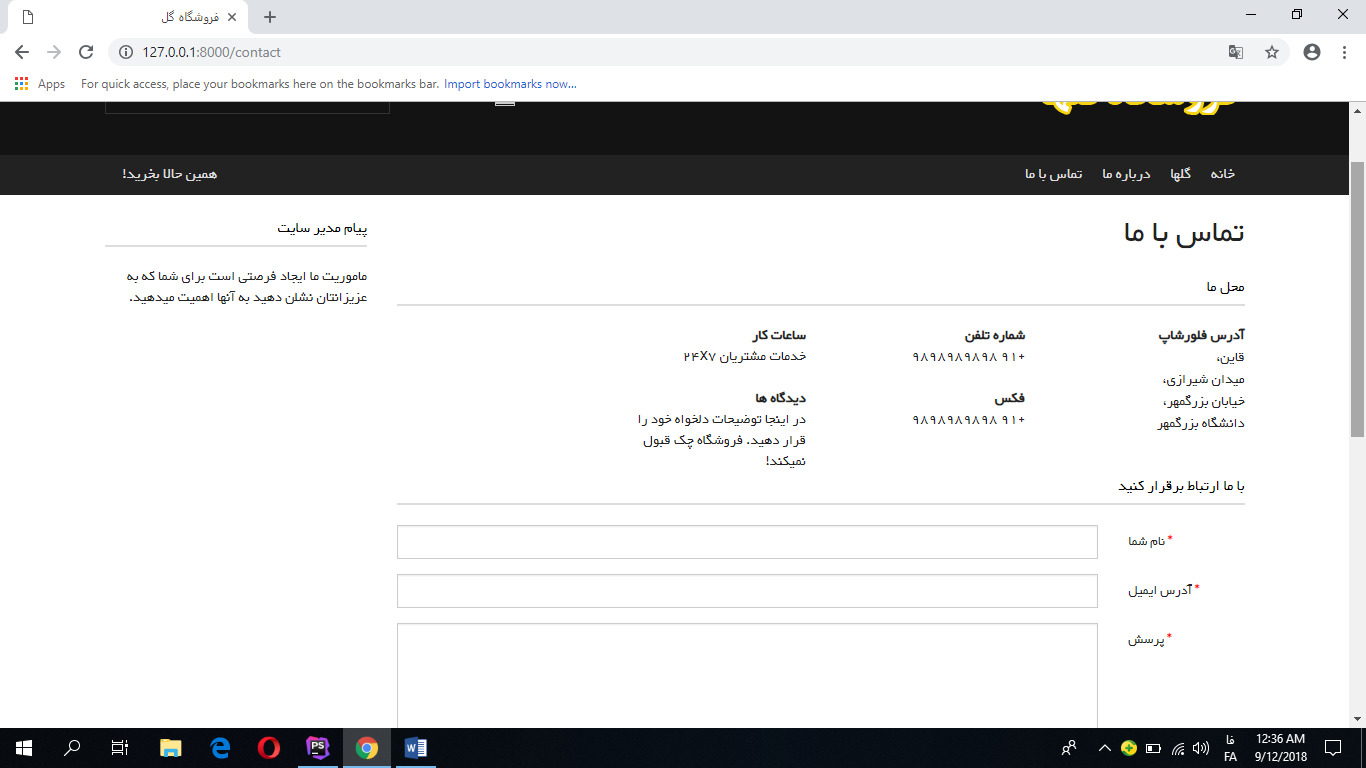 فروشگاه گل
127.0.0.1:8000/contact
Apps For quick access, place your bookmarks here on the bookmarks bar. Import bookmarks now...
خانه گلها درباره ما تماس با ما همین حالا بخرید!
تماس با ما
محل ما
آدرس فلورشاپ
قاین،
میدان شیرازی،
خیابان بزرگمهر،
دانشگاه بزرگمهر
شماره تلفن
+۹۱ ۹۸۹۸۹۸۹۸۹۸
فکس
+۹۱ ۹۸۹۸۹۸۹۸۹۸
ساعات کار
خدمات مشتریان ۲۴X۷
دیدگاه ها
در اینجا توضیحات دلخواه خود را
قرار دهید. فروشگاه چک قبول
نمیکند!
با ما ارتباط برقرار کنید
نام شما *
آدرس ایمیل *
پرسش *
پیام مدیر سایت
ماموریت ما ایجاد فرصتی است برای شما که به
عزیزانتان نشلن دهید به آنها اهمیت میدهید.
PS
W
فا
FA
12:36 AM
9/12/2018